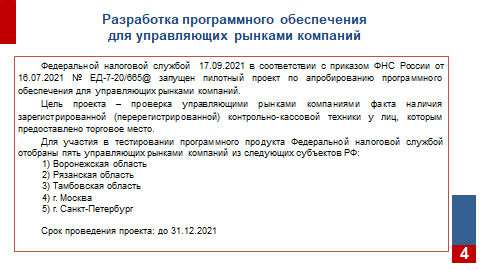 Разработка программного обеспечения
для управляющих рынками компаний
Федеральной налоговой службой 17.09.2021 в соответствии с приказом ФНС России от
16.07.2021 № ЕД-7-20/665@ запущен пилотный проект по апробированию программного
обеспечения для управляющих рынками компаний.
Цель проекта – проверка управляющими рынками компаниями факта наличия
зарегистрированной (перерегистрированной) контрольно-кассовой техники у лиц, которым
предоставлено торговое место.
Для участия в тестировании программного продукта Федеральной налоговой службой
отобраны пять управляющих рынками компаний из следующих субъектов РФ:
1) Воронежская область
2) Рязанская область
3) Тамбовская область
4) г. Москва
5) г. Санкт-Петербург
Срок проведения проекта: до 31.12.2021
4